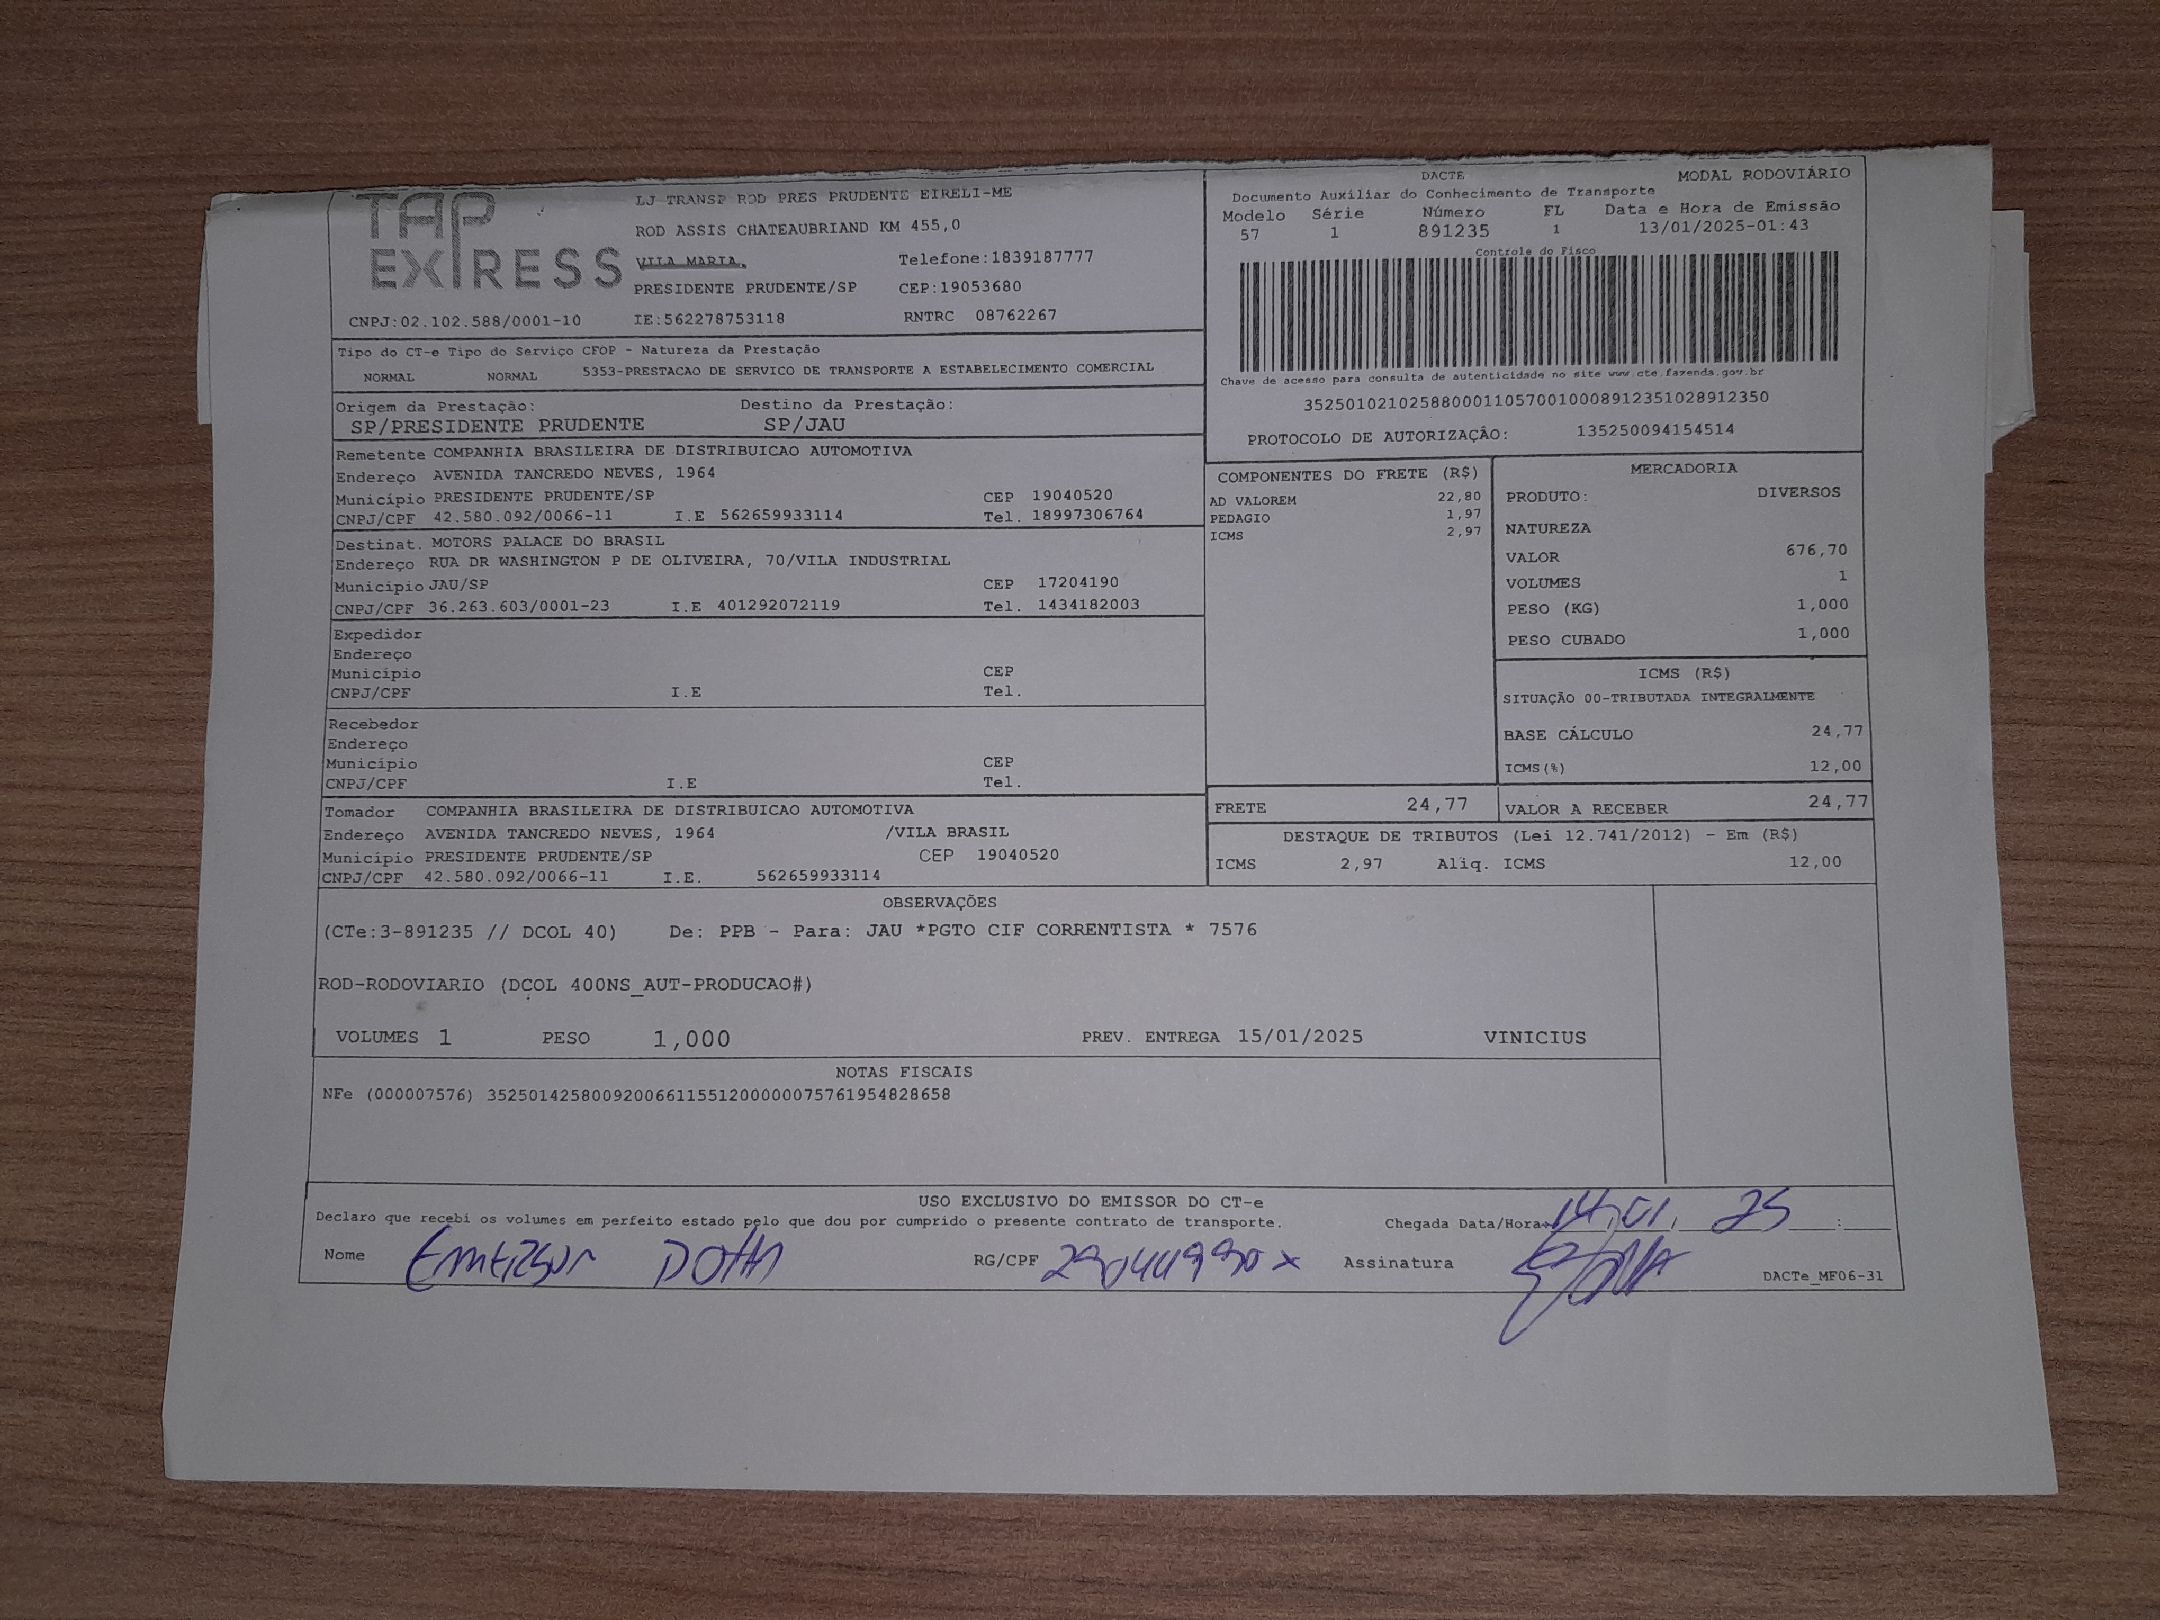 TAP EXPRESS
LJ TRANSP ROD PRES PRUDENTE EIRELI-ME
ROD ASSIS CHATEAUBRIAND KM 455,0
VILA MARIA, Telefone:1839187777
PRESIDENTE PRUDENTE/SP CEP:19053680
CNPJ:02.102.588/0001-10 IE:562278753118 RNTRC 08762267
DACTE MODAL RODOVIÁRIO
Documento Auxiliar do Conhecimento de Transporte
Modelo Série Número FL Data e Hora de Emissão
57 1 891235 1 13/01/2025-01:43
Controle do Fisco
Chave de acesso para consulta de autenticidade no site www.cte.fazenda.gov.br
35250102102588000110570010008912351028912350
PROTOCOLO DE AUTORIZAÇÃO: 135250094154514
Tipo do CT-e Tipo do Serviço CFOP - Natureza da Prestação
NORMAL NORMAL 5353-PRESTACAO DE SERVICO DE TRANSPORTE A ESTABELECIMENTO COMERCIAL
Origem da Prestação: Destino da Prestação:
SP/PRESIDENTE PRUDENTE SP/JAU
Remetente COMPANHIA BRASILEIRA DE DISTRIBUICAO AUTOMOTIVA
Endereço AVENIDA TANCREDO NEVES, 1964
Município PRESIDENTE PRUDENTE/SP CEP 19040520
CNPJ/CPF 42.580.092/0066-11 I.E 562659933114 Tel. 18997306764
Destinat. MOTORS PALACE DO BRASIL
Endereço RUA DR WASHINGTON P DE OLIVEIRA, 70/VILA INDUSTRIAL
Município JAU/SP CEP 17204190
CNPJ/CPF 36.263.603/0001-23 I.E 401292072119 Tel. 1434182003
Expedidor
Endereço
Município CEP
CNPJ/CPF I.E Tel.
Recebedor
Endereço
Município CEP
CNPJ/CPF I.E Tel.
Tomador COMPANHIA BRASILEIRA DE DISTRIBUICAO AUTOMOTIVA
Endereço AVENIDA TANCREDO NEVES, 1964 /VILA BRASIL
Município PRESIDENTE PRUDENTE/SP CEP 19040520
CNPJ/CPF 42.580.092/0066-11 I.E. 562659933114
COMPONENTES DO FRETE (R$)
AD VALOREM 22,80
PEDAGIO 1,97
ICMS 2,97
MERCADORIA
PRODUTO: DIVERSOS
NATUREZA
VALOR 676,70
VOLUMES 1
PESO (KG) 1,000
PESO CUBADO 1,000
ICMS (R$)
SITUAÇÃO 00-TRIBUTADA INTEGRALMENTE
BASE CÁLCULO 24,77
ICMS(%) 12,00
FRETE 24,77 VALOR A RECEBER 24,77
DESTAQUE DE TRIBUTOS (Lei 12.741/2012) - Em (R$)
ICMS 2,97 Aliq. ICMS 12,00
OBSERVAÇÕES
(CTe:3-891235 // DCOL 40) De: PPB - Para: JAU *PGTO CIF CORRENTISTA * 7576
ROD-RODOVIARIO (DCOL 400NS_AUT-PRODUCAO#)
VOLUMES 1 PESO 1,000 PREV. ENTREGA 15/01/2025 VINICIUS
NOTAS FISCAIS
NFe (000007576) 35250142580092006611551200000075761954828658
USO EXCLUSIVO DO EMISSOR DO CT-e
Declaro que recebi os volumes em perfeito estado pelo que dou por cumprido o presente contrato de transporte. Chegada Data/Hora 14,01, 25 :
Nome Emerson RG/CPF 29044990x Assinatura
DACTe_MF06-31